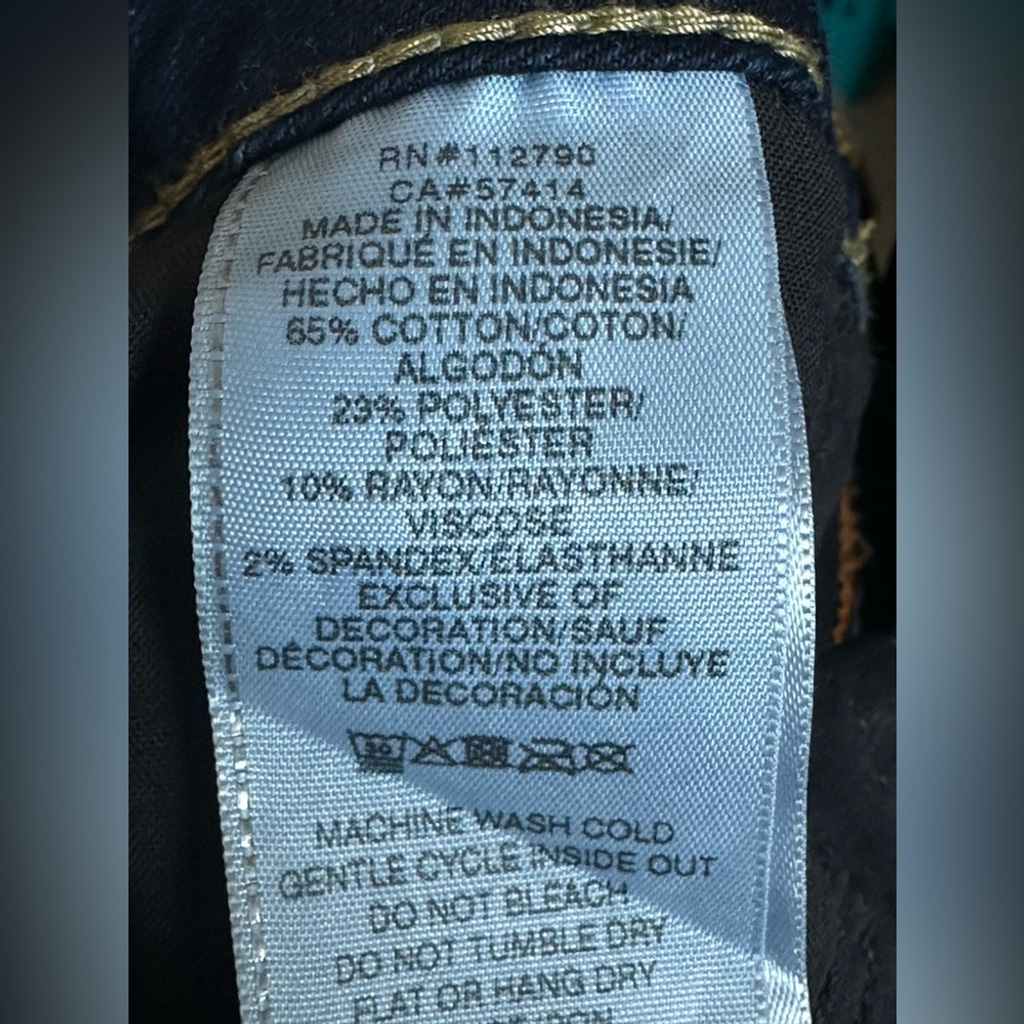 RN#112790
CA#57414
MADE IN INDONESIA/
FABRIQUÉ EN INDONESIE/
HECHO EN INDONESIA
65% COTTON/COTON/
ALGODÓN
23% POLYESTER/
POLIÉSTER
10% RAYON/RAYONNE/
VISCOSE
2% SPANDEX/ÉLASTHANNE
EXCLUSIVE OF
DECORATION/SAUF
DÉCORATION/NO INCLUYE
LA DECORACIÓN
30
MACHINE WASH COLD
GENTLE CYCLE INSIDE OUT
DO NOT BLEACH
DO NOT TUMBLE DRY
FLAT OR HANG DRY